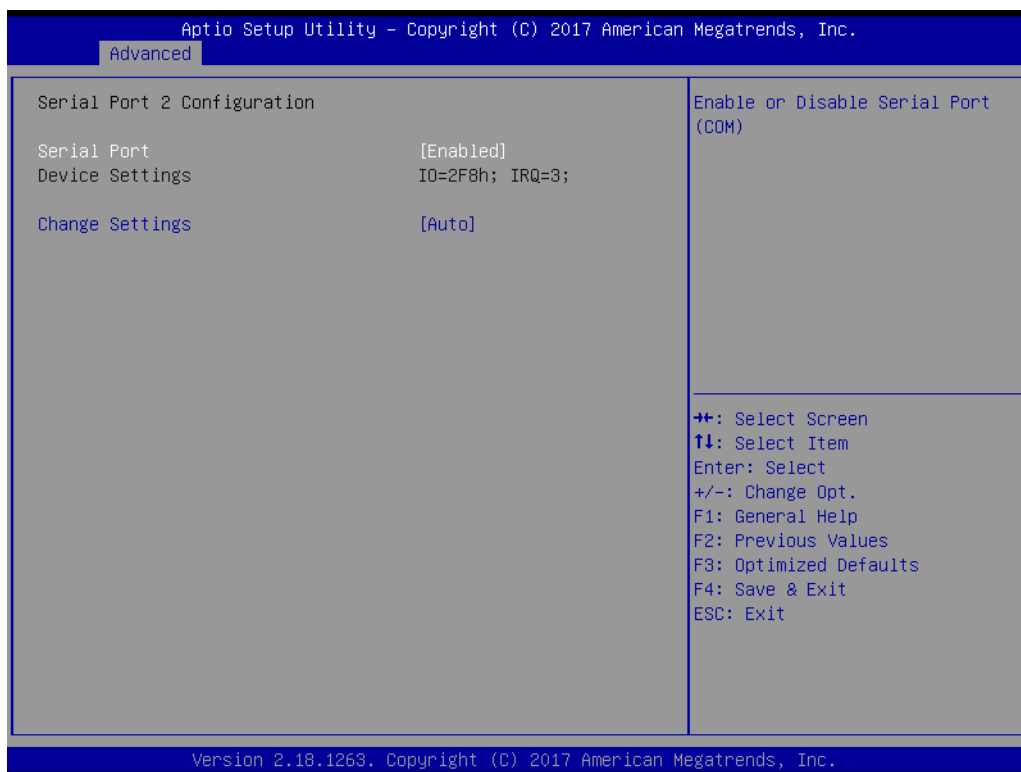 Aptio Setup Utility – Copyright (C) 2017 American Megatrends, Inc.
Advanced
Serial Port 2 Configuration
Serial Port [Enabled]
Device Settings IO=2F8h; IRQ=3;
Change Settings [Auto]
Enable or Disable Serial Port
(COM)
→←: Select Screen
↑↓: Select Item
Enter: Select
+/-: Change Opt.
F1: General Help
F2: Previous Values
F3: Optimized Defaults
F4: Save & Exit
ESC: Exit
Version 2.18.1263. Copyright (C) 2017 American Megatrends, Inc.